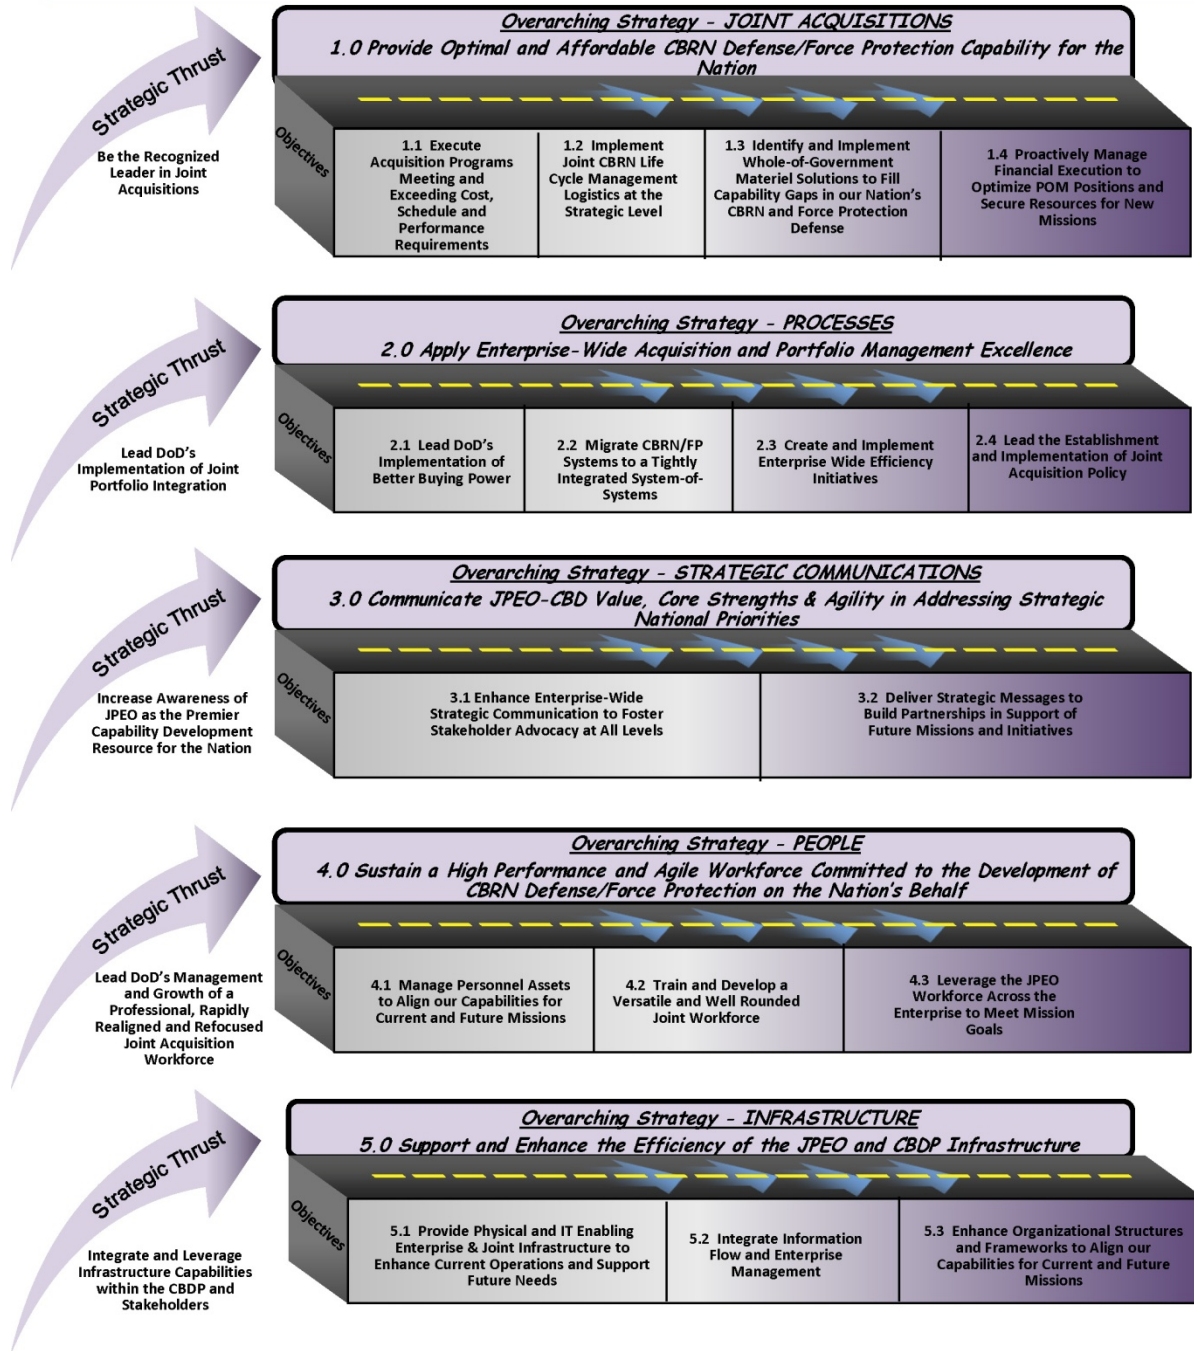 Overarching Strategy - JOINT ACQUISITIONS
1.0 Provide Optimal and Affordable CBRN Defense/Force Protection Capability for the
Nation
Strategic Thrust
Be the Recognized
Leader in Joint
Acquisitions
Objectives
1.1 Execute
Acquisition Programs
Meeting and
Exceeding Cost,
Schedule and
Performance
Requirements
1.2 Implement
Joint CBRN Life
Cycle Management
Logistics at the
Strategic Level
1.3 Identify and Implement
Whole-of-Government
Materiel Solutions to Fill
Capability Gaps in our Nation's
CBRN and Force Protection
Defense
1.4 Proactively Manage
Financial Execution to
Optimize POM Positions and
Secure Resources for New
Missions
Overarching Strategy - PROCESSES
2.0 Apply Enterprise-Wide Acquisition and Portfolio Management Excellence
Strategic Thrust
Lead DoD's
Implementation of Joint
Portfolio Integration
Objectives
2.1 Lead DoD's
Implementation of
Better Buying Power
2.2 Migrate CBRN/FP
Systems to a Tightly
Integrated System-of-
Systems
2.3 Create and Implement
Enterprise Wide Efficiency
Initiatives
2.4 Lead the Establishment
and Implementation of Joint
Acquisition Policy
Overarching Strategy - STRATEGIC COMMUNICATIONS
3.0 Communicate JPEO-CBD Value, Core Strengths & Agility in Addressing Strategic
National Priorities
Strategic Thrust
Increase Awareness of
JPEO as the Premier
Capability Development
Resource for the Nation
Objectives
3.1 Enhance Enterprise-Wide
Strategic Communication to Foster
Stakeholder Advocacy at All Levels
3.2 Deliver Strategic Messages to
Build Partnerships in Support of
Future Missions and Initiatives
Overarching Strategy - PEOPLE
4.0 Sustain a High Performance and Agile Workforce Committed to the Development of
CBRN Defense/Force Protection on the Nation's Behalf
Strategic Thrust
Lead DoD's Management
and Growth of a
Professional, Rapidly
Realigned and Refocused
Joint Acquisition
Workforce
Objectives
4.1 Manage Personnel Assets
to Align our Capabilities for
Current and Future Missions
4.2 Train and Develop a
Versatile and Well Rounded
Joint Workforce
4.3 Leverage the JPEO
Workforce Across the
Enterprise to Meet Mission
Goals
Overarching Strategy - INFRASTRUCTURE
5.0 Support and Enhance the Efficiency of the JPEO and CBDP Infrastructure
Strategic Thrust
Integrate and Leverage
Infrastructure Capabilities
within the CBDP and
Stakeholders
Objectives
5.1 Provide Physical and IT Enabling
Enterprise & Joint Infrastructure to
Enhance Current Operations and Support
Future Needs
5.2 Integrate Information
Flow and Enterprise
Management
5.3 Enhance Organizational Structures
and Frameworks to Align our
Capabilities for Current and Future
Missions